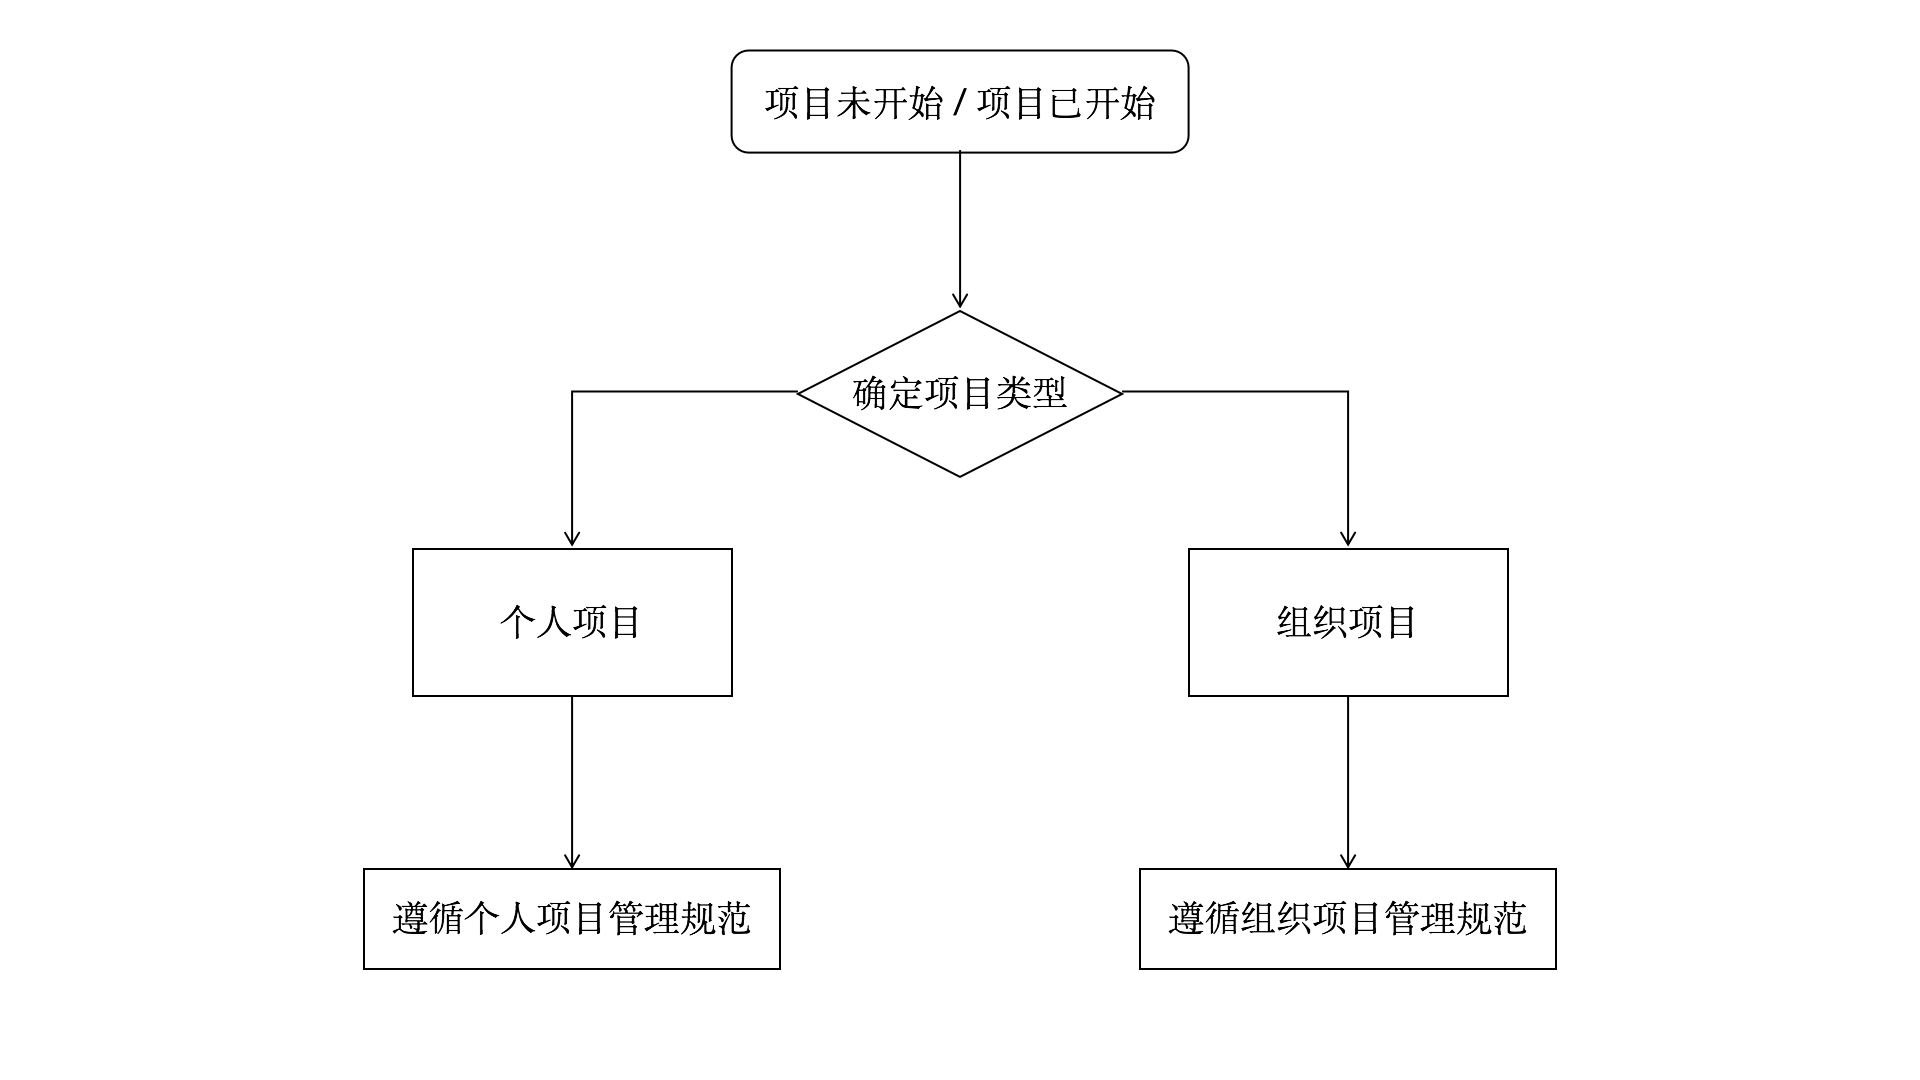 项目未开始 / 项目已开始
确定项目类型
个人项目
组织项目
遵循个人项目管理规范
遵循组织项目管理规范